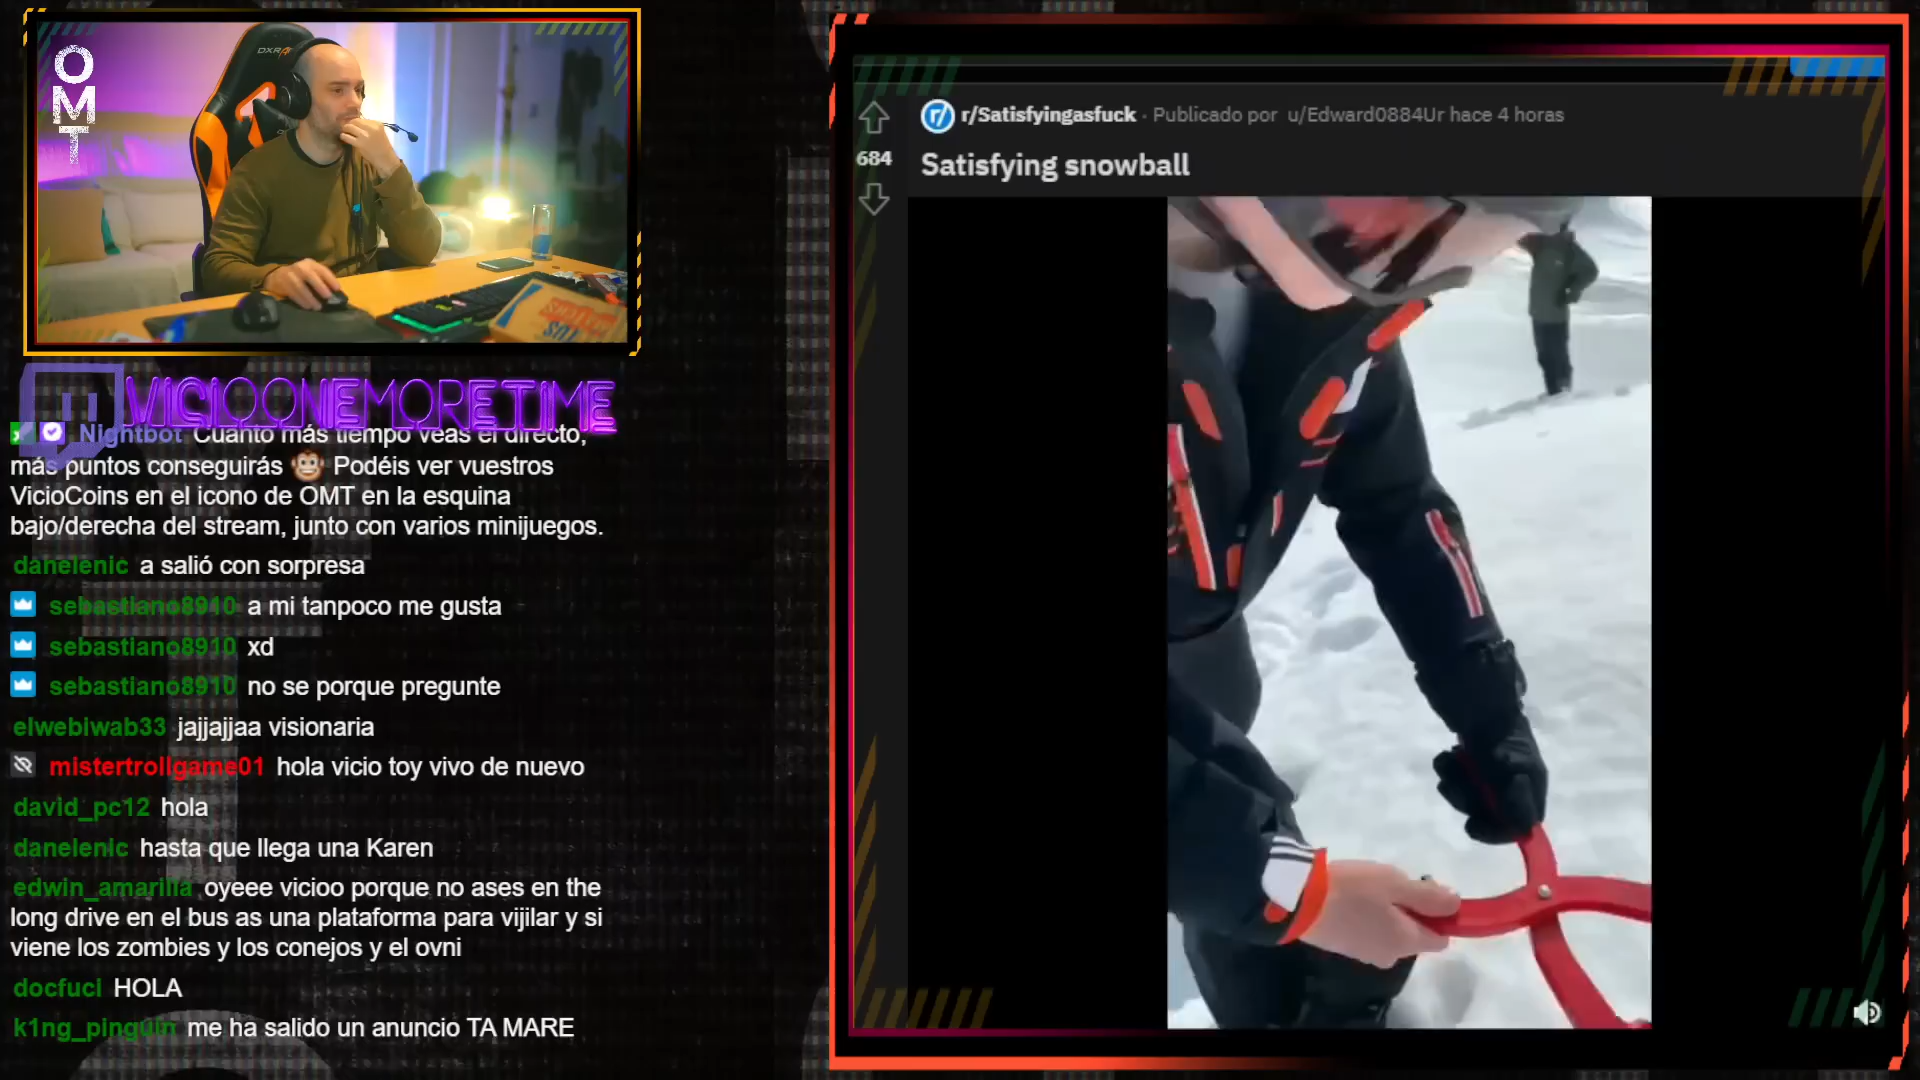 OMT
DXRACER
VICIOONEMORETIME
Nightbot Cuanto más tiempo veas el directo,
más puntos conseguirás Podéis ver vuestros
VicioCoins en el icono de OMT en la esquina
bajo/derecha del stream, junto con varios minijuegos.
danelenic a salió con sorpresa
sebastiano8910 a mi tanpoco me gusta
sebastiano8910 xd
sebastiano8910 no se porque pregunte
elwebiwab33 jajjajjaa visionaria
mistertrollgame01 hola vicio toy vivo de nuevo
david_pc12 hola
danelenic hasta que llega una Karen
edwin_amarilla oyeee vicioo porque no ases en the
long drive en el bus as una plataforma para vijilar y si
viene los zombies y los conejos y el ovni
docfuci HOLA
k1ng_pinguin me ha salido un anuncio TA MARE
r/ r/Satisfyingasfuck · Publicado por u/Edward0884Ur hace 4 horas
684
Satisfying snowball